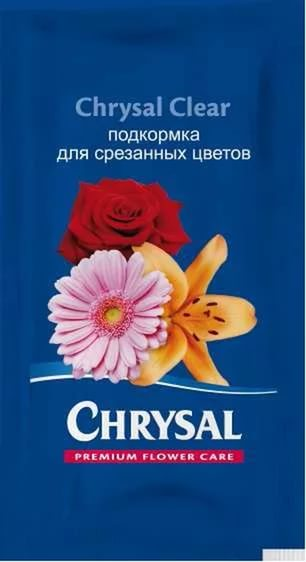 Chrysal Clear
подкормка
для срезанных цветов
CHRYSAL
PREMIUM FLOWER CARE